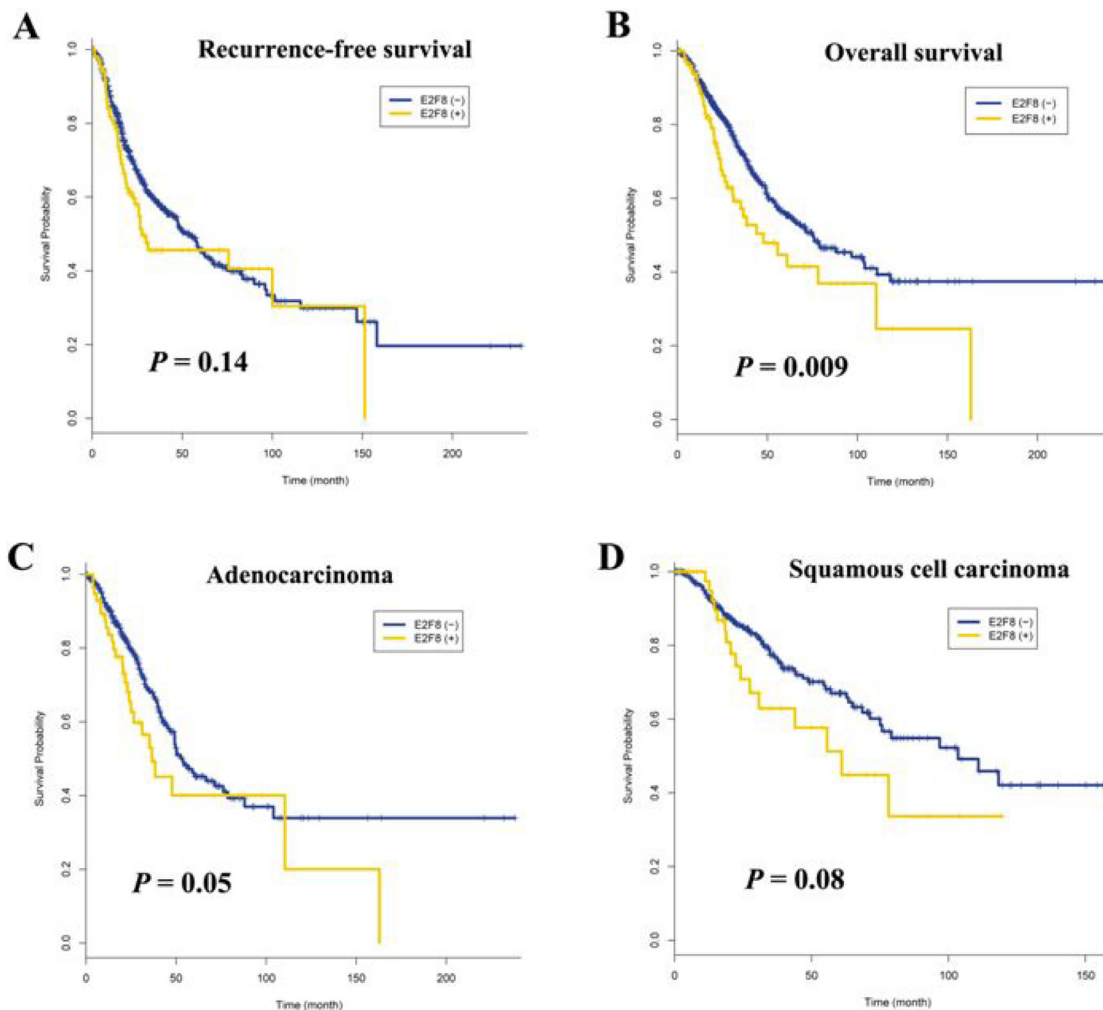 A
Recurrence-free survival
E2F8 (−)
E2F8 (+)
Survival Probability
1.0
0.8
0.6
0.4
0.2
0.0
P = 0.14
0 50 100 150 200
Time (month)
B
Overall survival
E2F8 (−)
E2F8 (+)
Survival Probability
1.0
0.8
0.6
0.4
0.2
0.0
P = 0.009
0 50 100 150 200
Time (month)
C
Adenocarcinoma
E2F8 (−)
E2F8 (+)
Survival Probability
1.0
0.8
0.6
0.4
0.2
0.0
P = 0.05
0 50 100 150 200
Time (month)
D
Squamous cell carcinoma
E2F8 (−)
E2F8 (+)
Survival Probability
1.0
0.8
0.6
0.4
0.2
0.0
P = 0.08
0 50 100 150
Time (month)